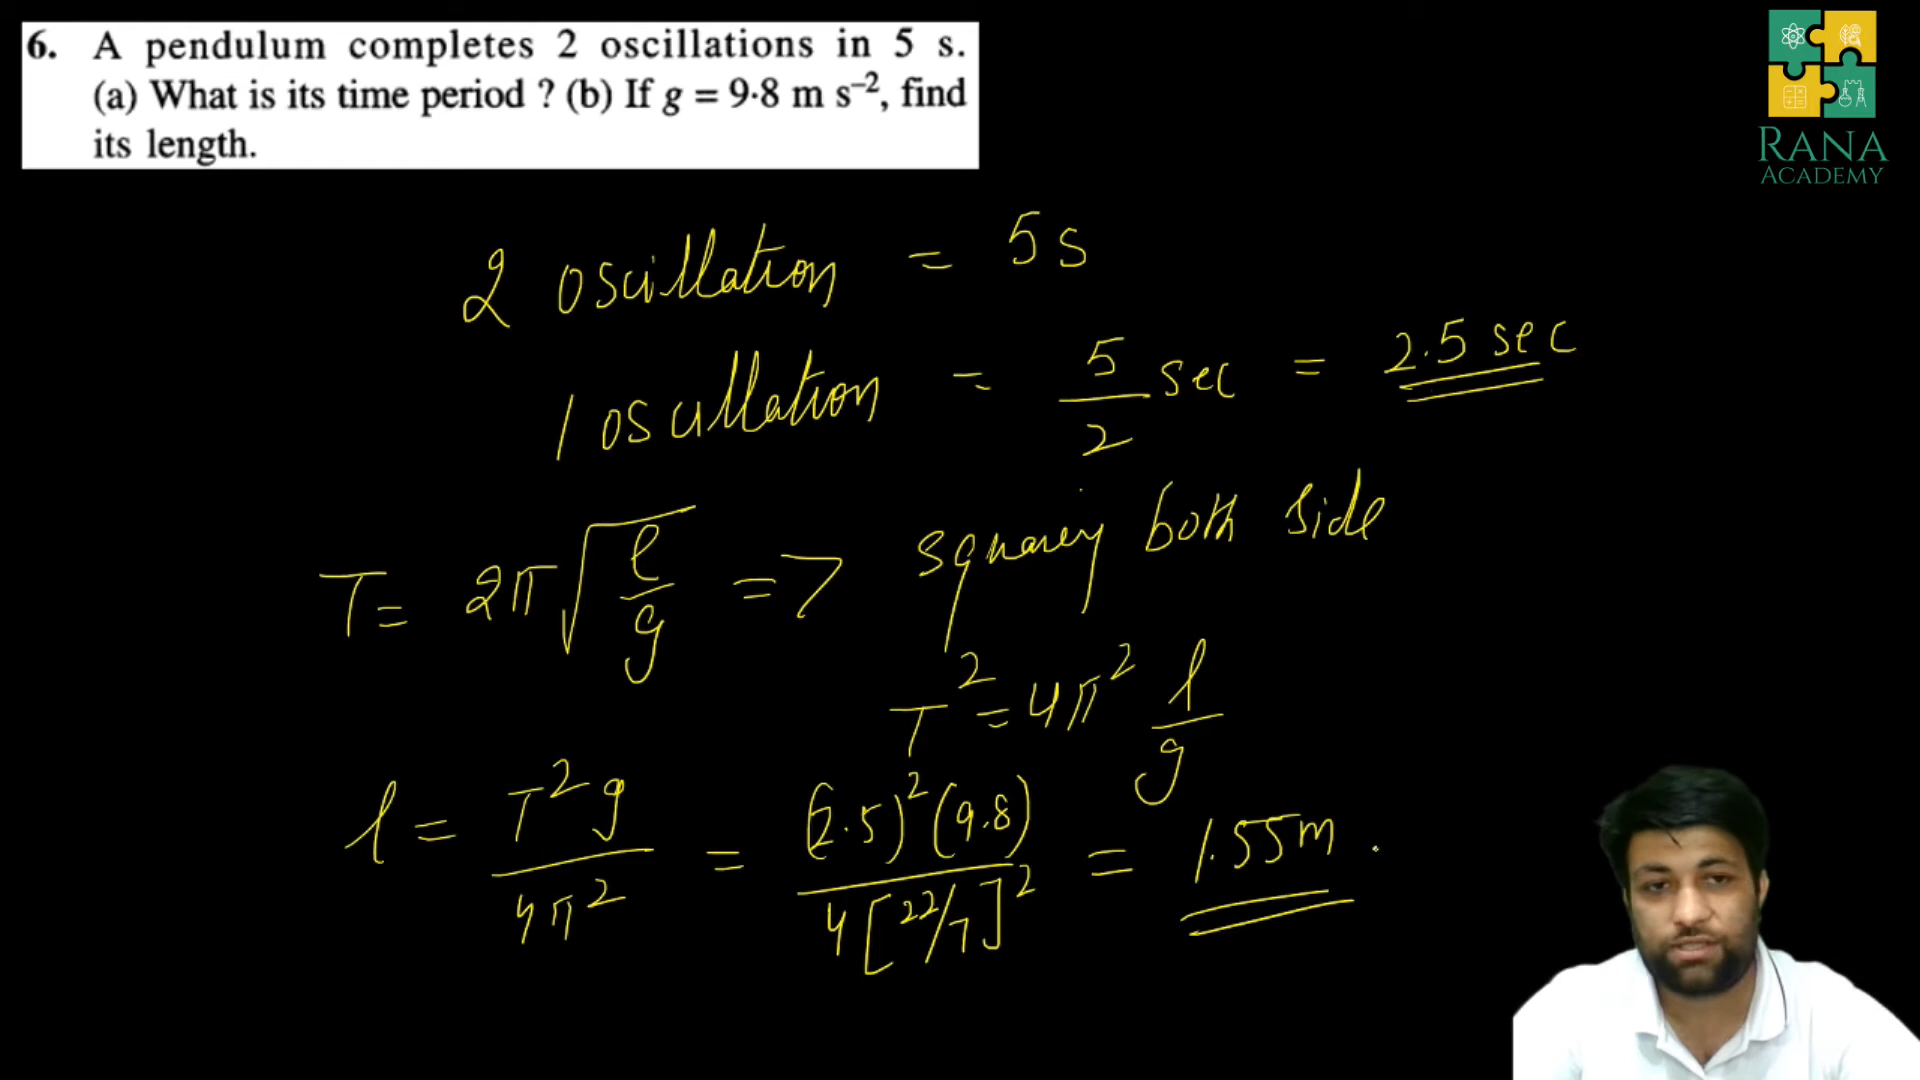 6. A pendulum completes 2 oscillations in 5 s.
(a) What is its time period ? (b) If g = 9·8 m s⁻², find
its length.
RANA
ACADEMY
2 oscillation = 5s
1 oscillation = 5/2 sec = 2.5 sec
T = 2π√(l/g) => squaring both side
T² = 4π² l/g
l = T²g/4π² = (2.5)²(9.8)/4[22/7]² = 1.55m.